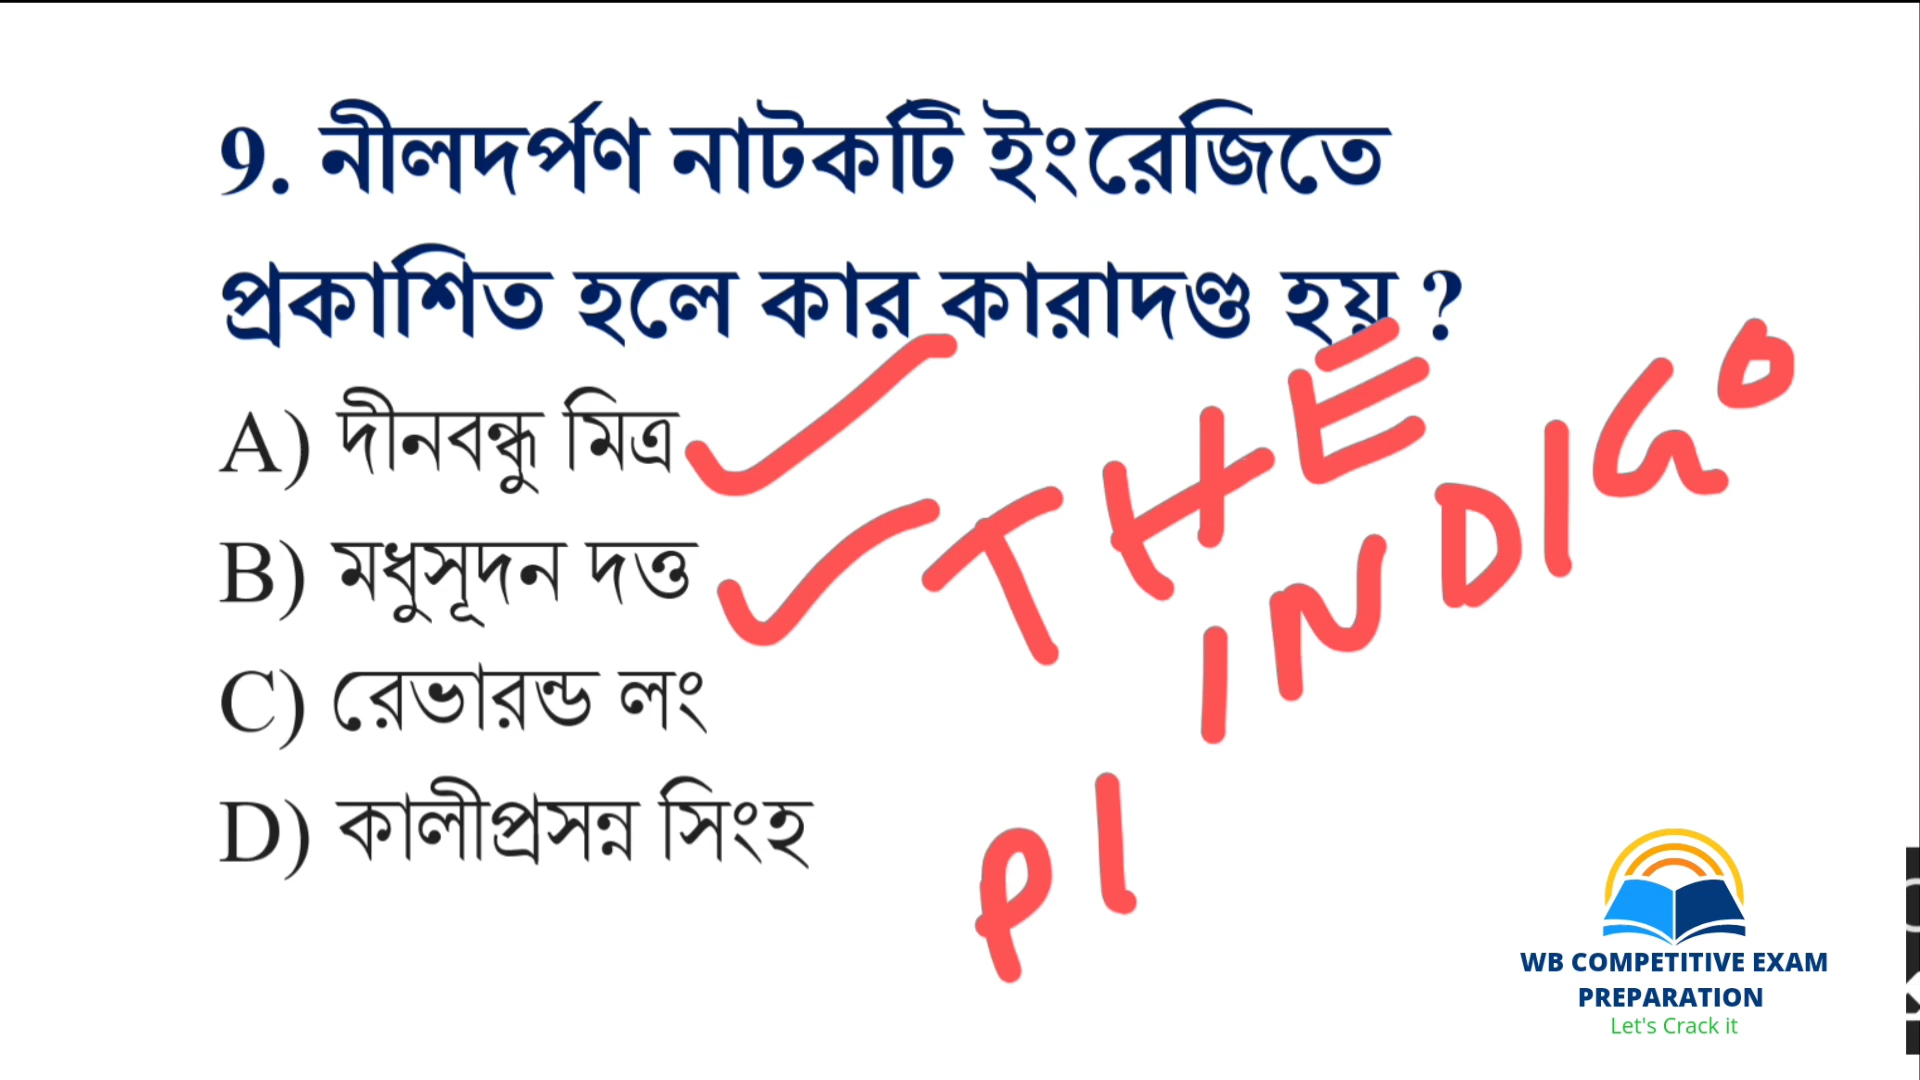 9. নীলদর্পণ নাটকটি ইংরেজিতে
প্রকাশিত হলে কার কারাদণ্ড হয় ?
A) দীনবন্ধু মিত্র
B) মধুসূদন দত্ত
C) রেভারন্ড লং
D) কালীপ্রসন্ন সিংহ
THE
INDIGO
Pl
WB COMPETITIVE EXAM
PREPARATION
Let's Crack it